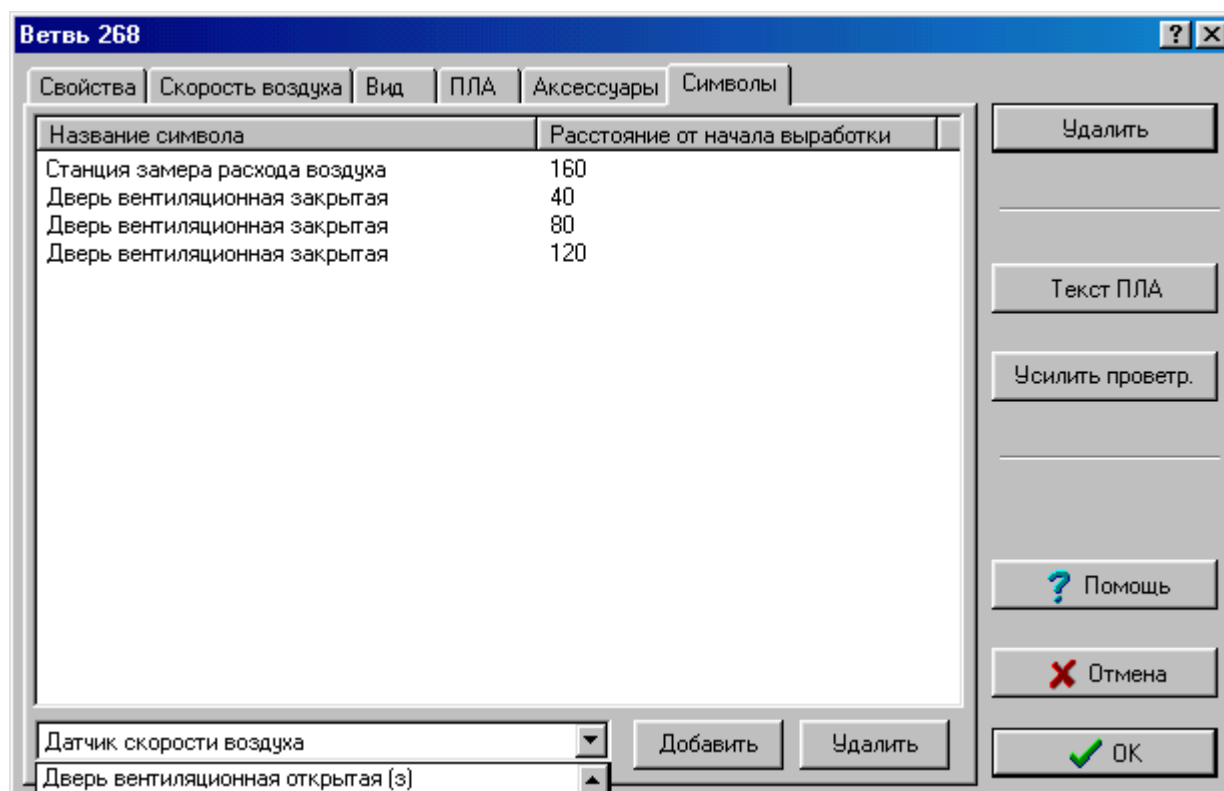 Ветвь 268
Свойства Скорость воздуха Вид ПЛА Аксессуары Символы
Название символа Расстояние от начала выработки
Станция замера расхода воздуха 160
Дверь вентиляционная закрытая 40
Дверь вентиляционная закрытая 80
Дверь вентиляционная закрытая 120
Удалить
Текст ПЛА
Усилить проветр.
? Помощь
Отмена
OK
Датчик скорости воздуха
Добавить Удалить
Дверь вентиляционная открытая (з)